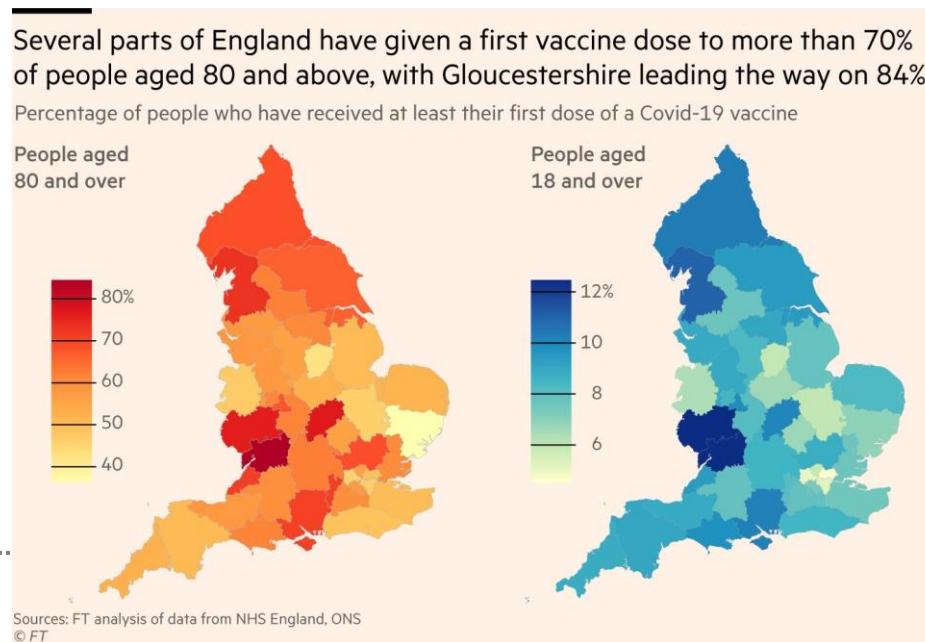 Several parts of England have given a first vaccine dose to more than 70%
of people aged 80 and above, with Gloucestershire leading the way on 84%
Percentage of people who have received at least their first dose of a Covid-19 vaccine
People aged
80 and over
80%
70
60
50
40
People aged
18 and over
12%
10
8
6
Sources: FT analysis of data from NHS England, ONS
© FT